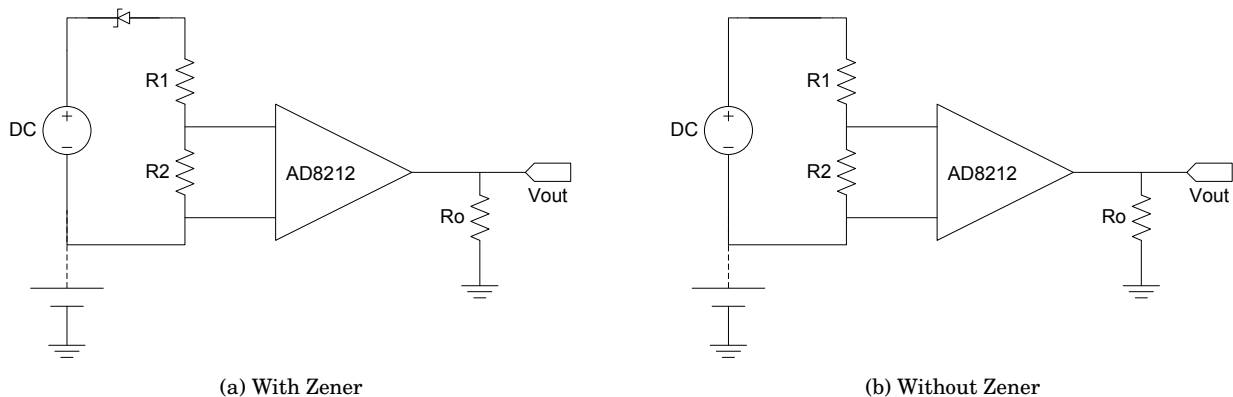 R1
DC
+
−
R2
AD8212
Vout
Ro
(a) With Zener
R1
DC
+
−
R2
AD8212
Vout
Ro
(b) Without Zener